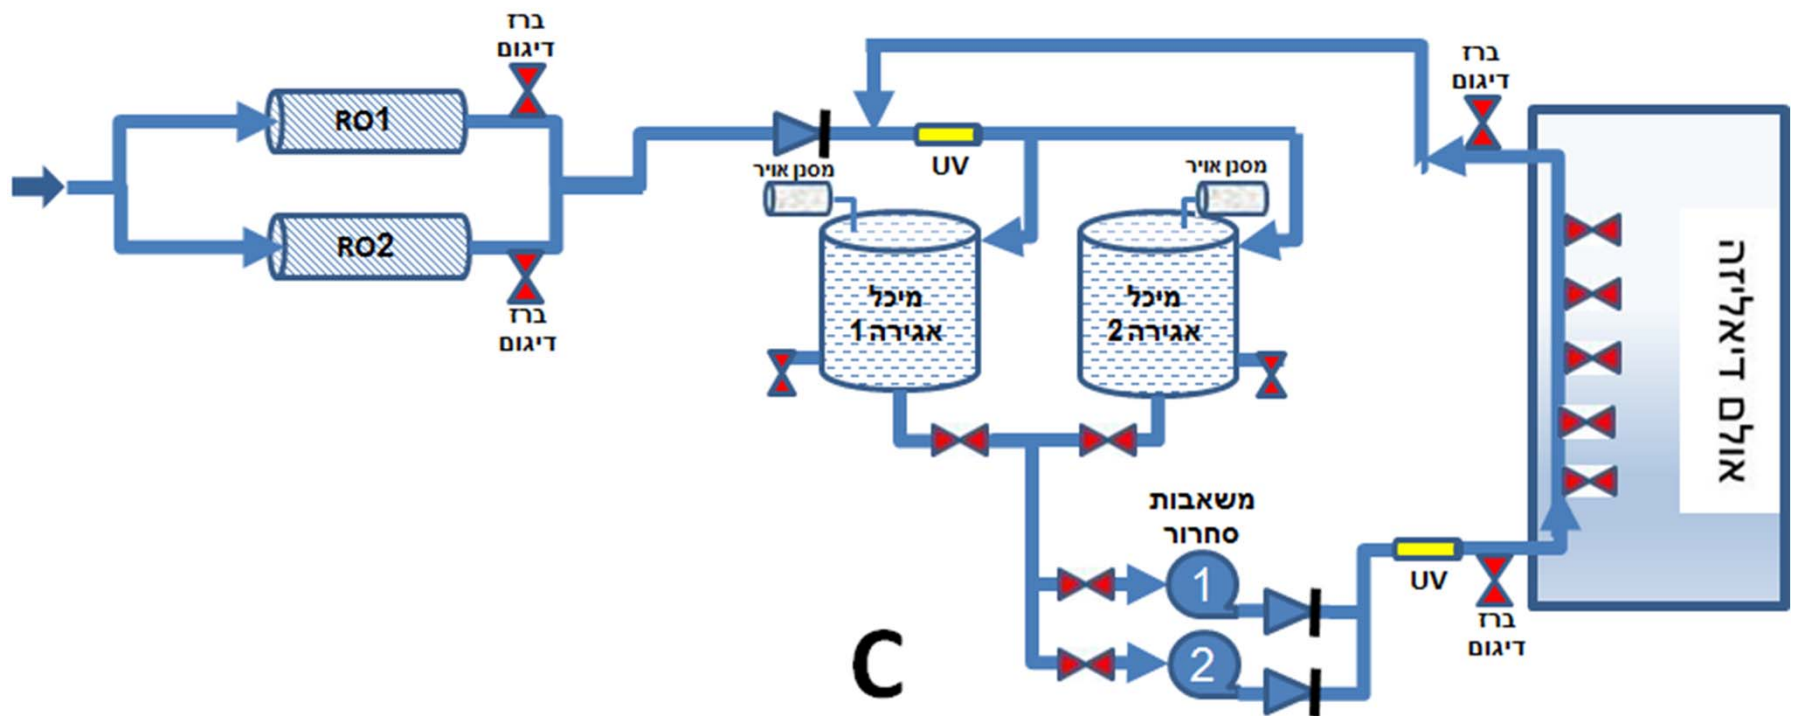 ברז
דיגום
RO1
RO2
ברז
דיגום
UV
מסנן אויר
מסנן אויר
מיכל
אגירה 1
מיכל
אגירה 2
ברז
דיגום
אולם דיאליזה
משאבות
סחרור
1
2
UV
ברז
דיגום
C